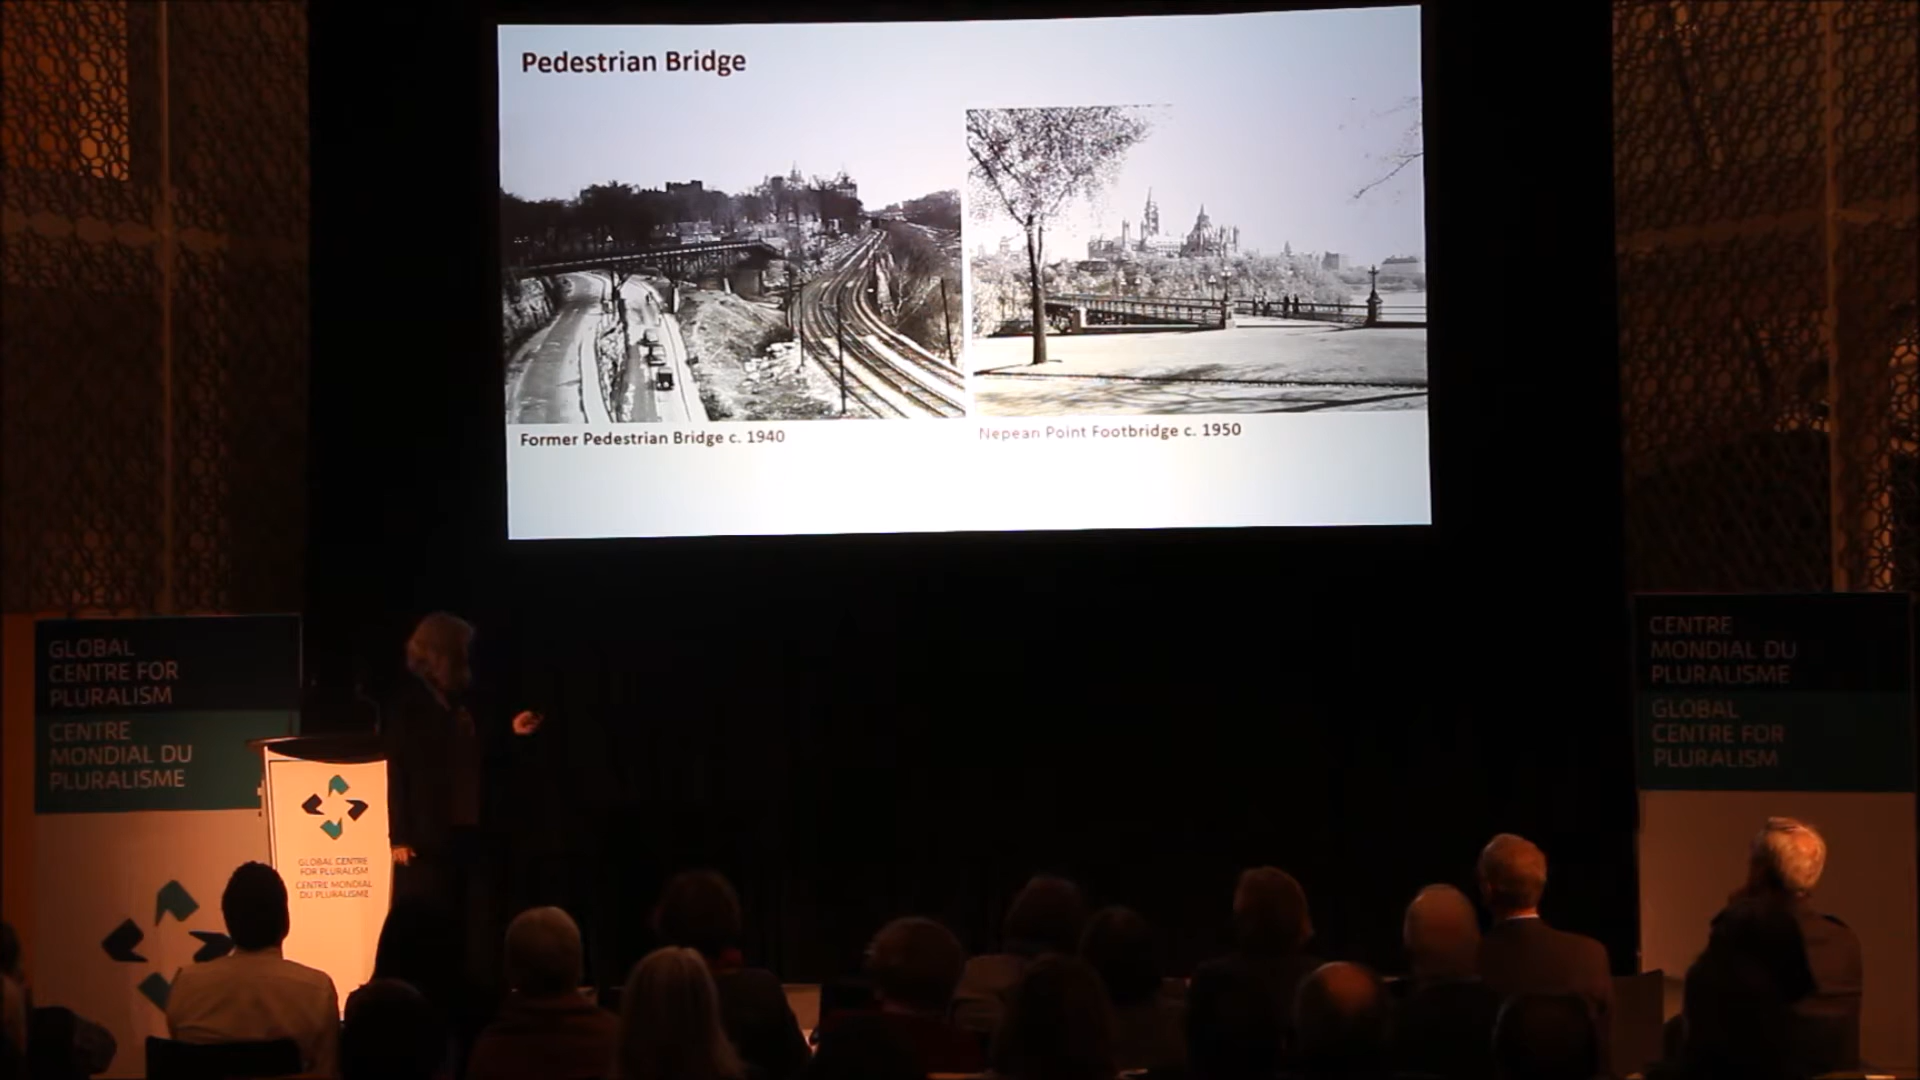 Pedestrian Bridge
Former Pedestrian Bridge c. 1940
Nepean Point Footbridge c. 1950
GLOBAL
CENTRE FOR
PLURALISM
CENTRE
MONDIAL DU
PLURALISME
GLOBAL CENTRE
FOR PLURALISM
CENTRE MONDIAL
DU PLURALISME
CENTRE
MONDIAL DU
PLURALISME
GLOBAL
CENTRE FOR
PLURALISM